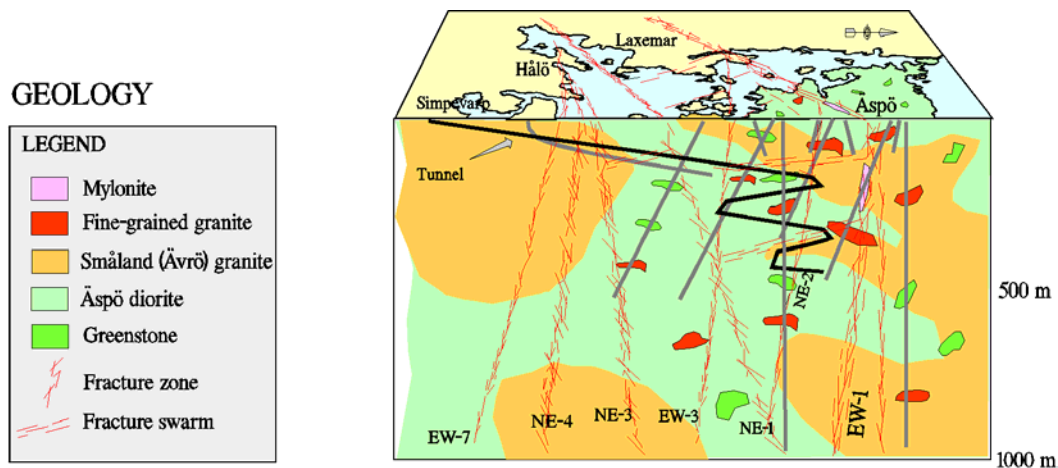 GEOLOGY
LEGEND
Mylonite
Fine-grained granite
Småland (Ävrö) granite
Äspö diorite
Greenstone
Fracture zone
Fracture swarm
Laxemar
Hålö
Simpevarp
Äspö
Tunnel
NE-2
500 m
EW-7
NE-4
NE-3
EW-3
NE-1
EW-1
1000 m